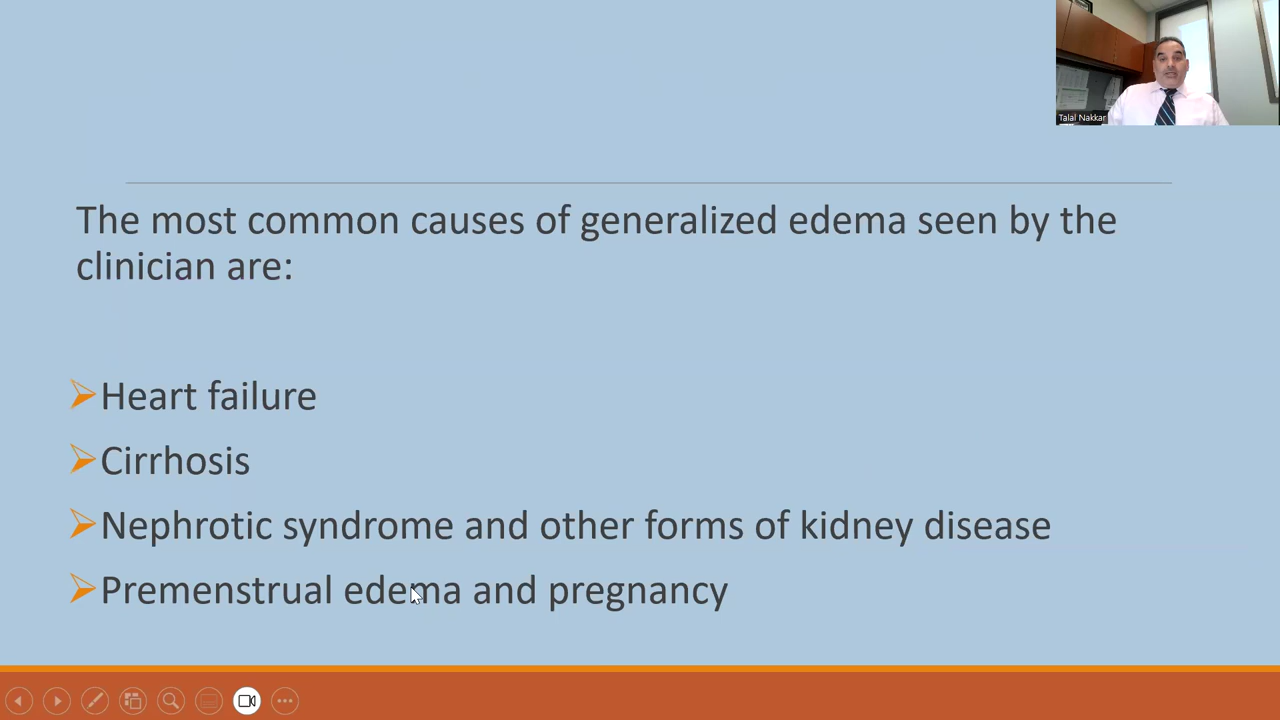 Talal Nakkar
The most common causes of generalized edema seen by the
clinician are:
Heart failure
Cirrhosis
Nephrotic syndrome and other forms of kidney disease
Premenstrual edema and pregnancy